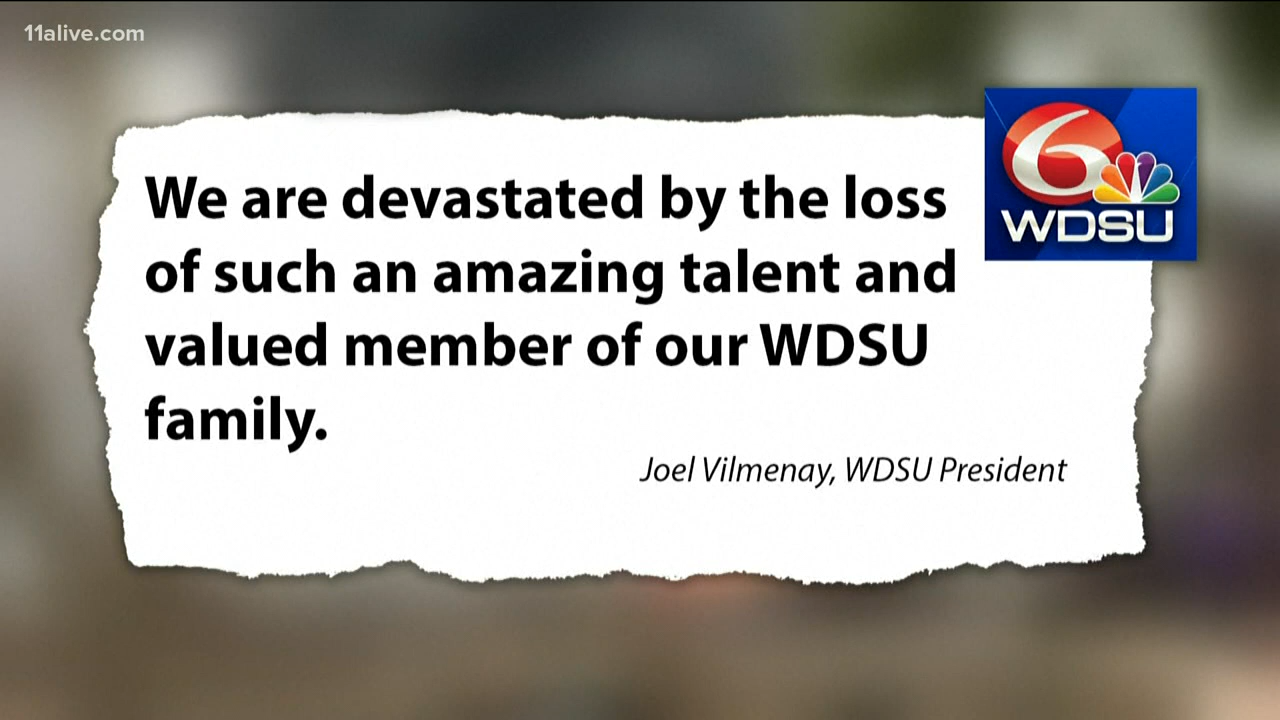 11alive.com
6
WDSU
We are devastated by the loss
of such an amazing talent and
valued member of our WDSU
family.
Joel Vilmenay, WDSU President